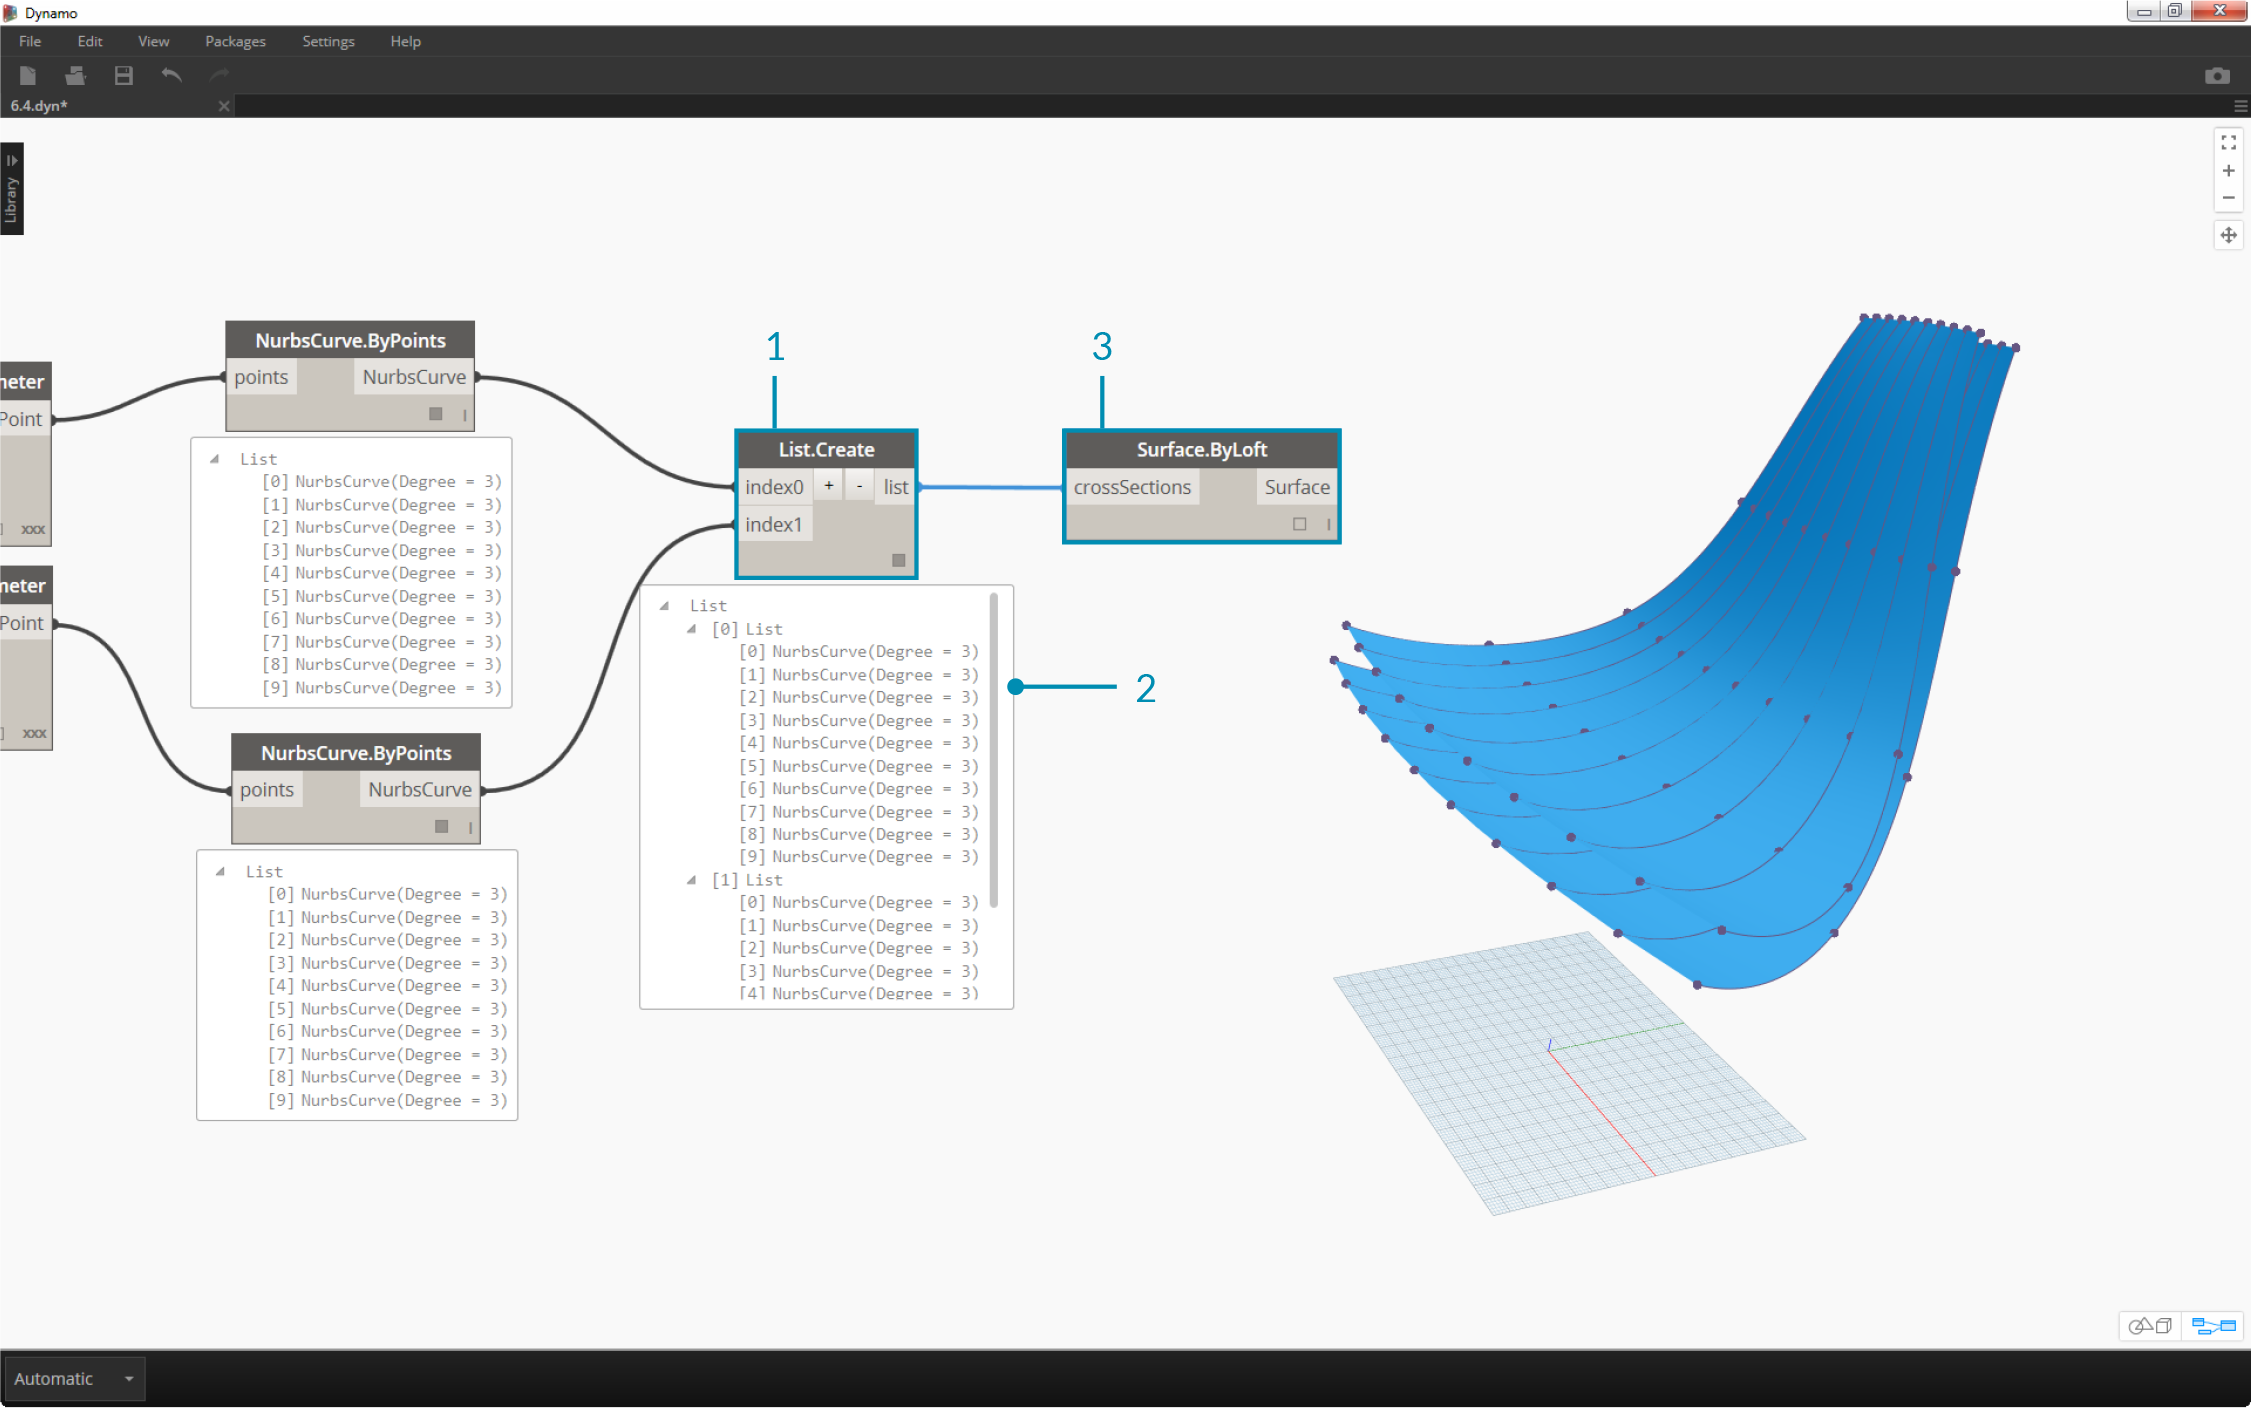 Dynamo
File Edit View Packages Settings Help
6.4.dyn*
Library
1
3
NurbsCurve.ByPoints
points NurbsCurve
neter
Point
xxx
List
[0] NurbsCurve(Degree = 3)
[1] NurbsCurve(Degree = 3)
[2] NurbsCurve(Degree = 3)
[3] NurbsCurve(Degree = 3)
[4] NurbsCurve(Degree = 3)
[5] NurbsCurve(Degree = 3)
[6] NurbsCurve(Degree = 3)
[7] NurbsCurve(Degree = 3)
[8] NurbsCurve(Degree = 3)
[9] NurbsCurve(Degree = 3)
neter
Point
xxx
NurbsCurve.ByPoints
points NurbsCurve
List
[0] NurbsCurve(Degree = 3)
[1] NurbsCurve(Degree = 3)
[2] NurbsCurve(Degree = 3)
[3] NurbsCurve(Degree = 3)
[4] NurbsCurve(Degree = 3)
[5] NurbsCurve(Degree = 3)
[6] NurbsCurve(Degree = 3)
[7] NurbsCurve(Degree = 3)
[8] NurbsCurve(Degree = 3)
[9] NurbsCurve(Degree = 3)
List.Create
index0 + - list
index1
List
[0] List
[0] NurbsCurve(Degree = 3)
[1] NurbsCurve(Degree = 3)
[2] NurbsCurve(Degree = 3)
[3] NurbsCurve(Degree = 3)
[4] NurbsCurve(Degree = 3)
[5] NurbsCurve(Degree = 3)
[6] NurbsCurve(Degree = 3)
[7] NurbsCurve(Degree = 3)
[8] NurbsCurve(Degree = 3)
[9] NurbsCurve(Degree = 3)
[1] List
[0] NurbsCurve(Degree = 3)
[1] NurbsCurve(Degree = 3)
[2] NurbsCurve(Degree = 3)
[3] NurbsCurve(Degree = 3)
[4] NurbsCurve(Degree = 3)
2
Surface.ByLoft
crossSections Surface
Automatic